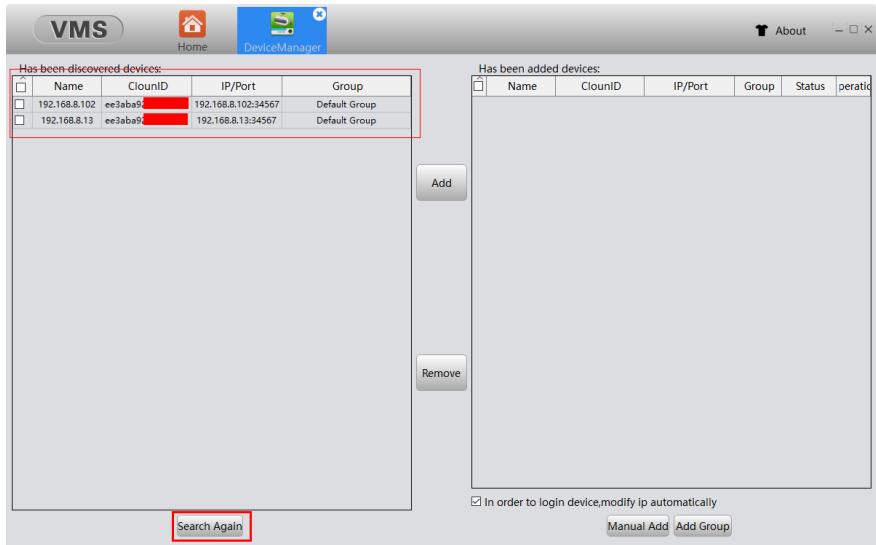 VMS
Home
DeviceManager
About
Has been discovered devices:
Name ClounID IP/Port Group
192.168.8.102 ee3aba92 192.168.8.102:34567 Default Group
192.168.8.13 ee3aba92 192.168.8.13:34567 Default Group
Search Again
Add
Remove
Has been added devices:
Name ClounID IP/Port Group Status peratic
In order to login device,modify ip automatically
Manual Add Add Group